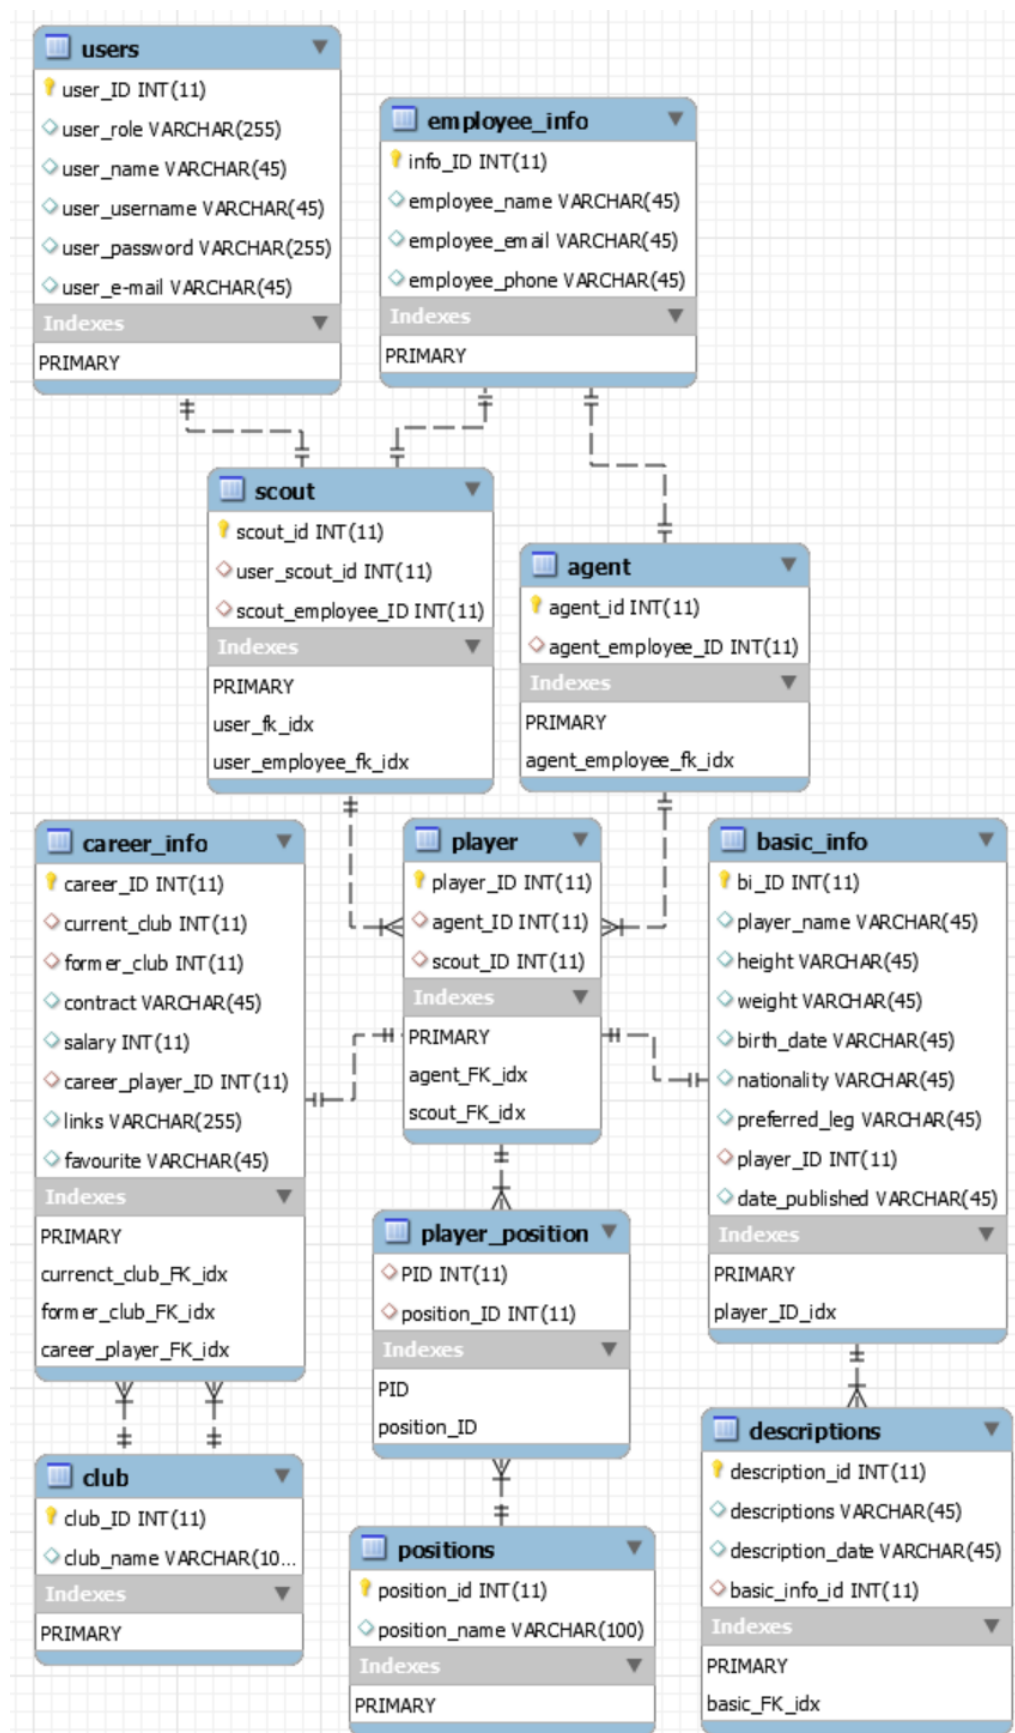 users
user_ID INT(11)
user_role VARCHAR(255)
user_name VARCHAR(45)
user_username VARCHAR(45)
user_password VARCHAR(255)
user_e-mail VARCHAR(45)
Indexes
PRIMARY
employee_info
info_ID INT(11)
employee_name VARCHAR(45)
employee_email VARCHAR(45)
employee_phone VARCHAR(45)
Indexes
PRIMARY
scout
scout_id INT(11)
user_scout_id INT(11)
scout_employee_ID INT(11)
Indexes
PRIMARY
user_fk_idx
user_employee_fk_idx
agent
agent_id INT(11)
agent_employee_ID INT(11)
Indexes
PRIMARY
agent_employee_fk_idx
career_info
career_ID INT(11)
current_club INT(11)
former_club INT(11)
contract VARCHAR(45)
salary INT(11)
career_player_ID INT(11)
links VARCHAR(255)
favourite VARCHAR(45)
Indexes
PRIMARY
currenct_club_FK_idx
former_club_FK_idx
career_player_FK_idx
player
player_ID INT(11)
agent_ID INT(11)
scout_ID INT(11)
Indexes
PRIMARY
agent_FK_idx
scout_FK_idx
basic_info
bi_ID INT(11)
player_name VARCHAR(45)
height VARCHAR(45)
weight VARCHAR(45)
birth_date VARCHAR(45)
nationality VARCHAR(45)
preferred_leg VARCHAR(45)
player_ID INT(11)
date_published VARCHAR(45)
Indexes
PRIMARY
player_ID_idx
player_position
PID INT(11)
position_ID INT(11)
Indexes
PID
position_ID
club
club_ID INT(11)
club_name VARCHAR(10...
Indexes
PRIMARY
positions
position_id INT(11)
position_name VARCHAR(100)
Indexes
PRIMARY
descriptions
description_id INT(11)
descriptions VARCHAR(45)
description_date VARCHAR(45)
basic_info_id INT(11)
Indexes
PRIMARY
basic_FK_idx